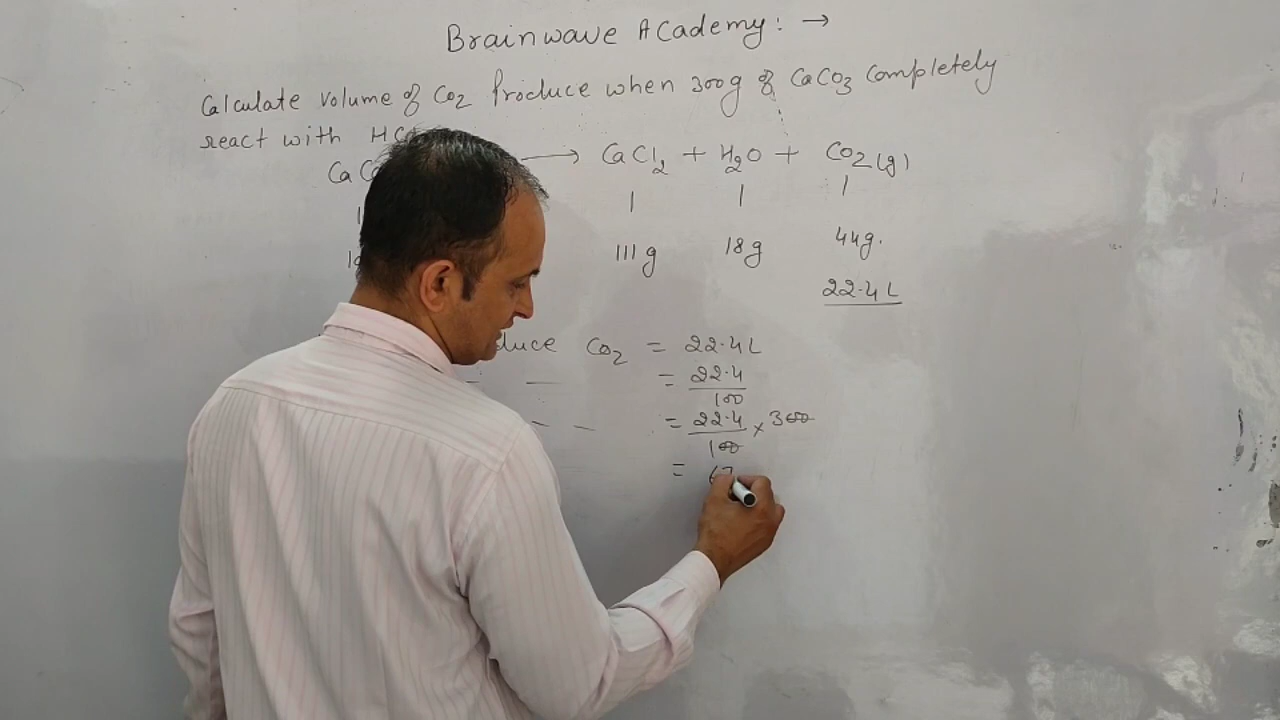 Brainwave Academy: →
Calculate Volume of CO2 Produce when 300g of CaCO3 Completely
react with
→ CaCl2 + H2O + CO2(g)
1 1 1
111g 18g 44g.
22.4L
CO2 = 22.4L
— = 22.4/100
— — = 22.4/100 × 300
= 67